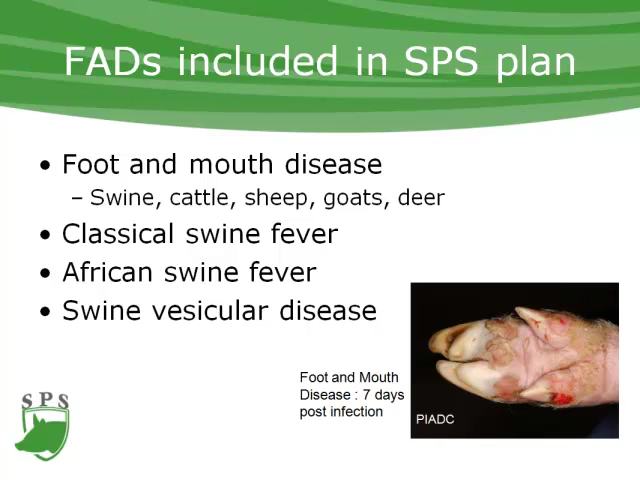 FADs included in SPS plan
• Foot and mouth disease
– Swine, cattle, sheep, goats, deer
• Classical swine fever
• African swine fever
• Swine vesicular disease
Foot and Mouth
Disease : 7 days
post infection
PIADC
SPS